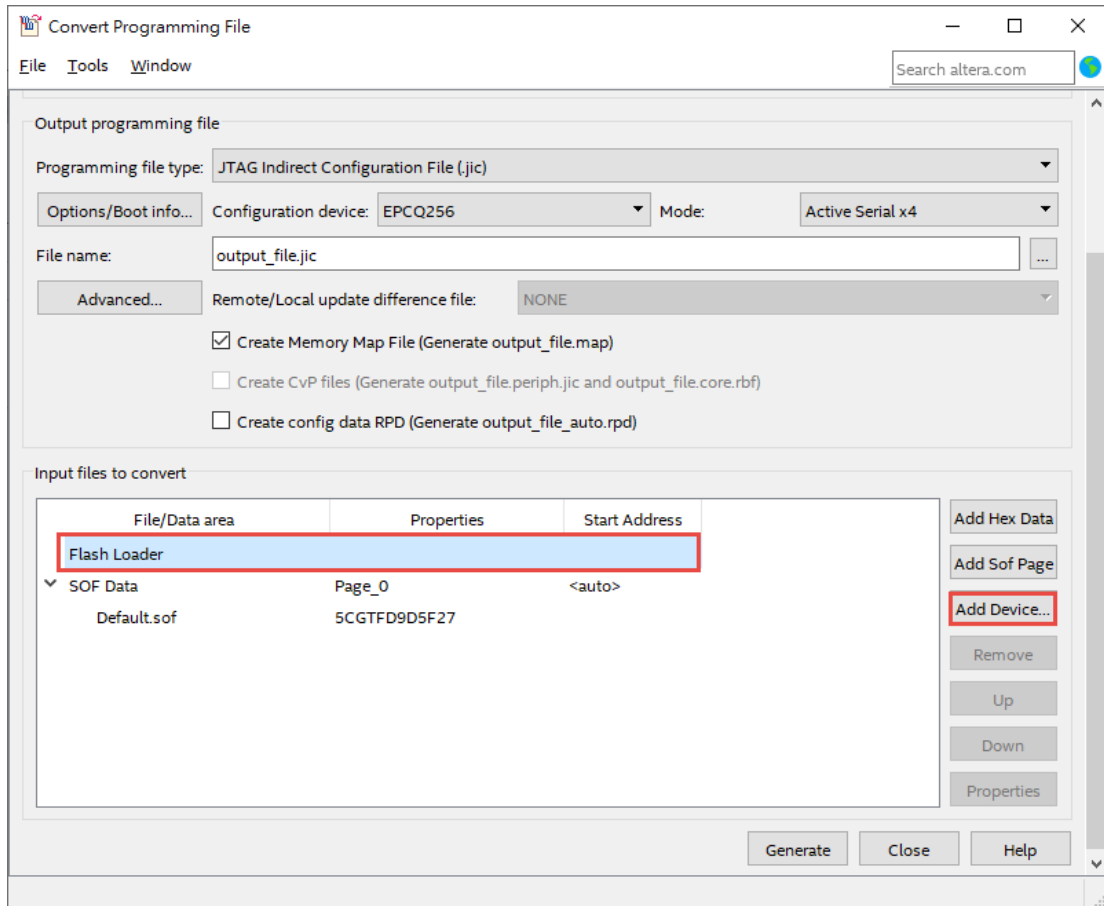 Convert Programming File
File Tools Window
Search altera.com
Output programming file
Programming file type: JTAG Indirect Configuration File (.jic)
Options/Boot info... Configuration device: EPCQ256 Mode: Active Serial x4
File name: output_file.jic ...
Advanced... Remote/Local update difference file: NONE
Create Memory Map File (Generate output_file.map)
Create CvP files (Generate output_file.periph.jic and output_file.core.rbf)
Create config data RPD (Generate output_file_auto.rpd)
Input files to convert
File/Data area Properties Start Address
Add Hex Data
Flash Loader
Add Sof Page
SOF Data Page_0 <auto>
Add Device...
Default.sof 5CGTFD9D5F27
Remove
Up
Down
Properties
Generate Close Help